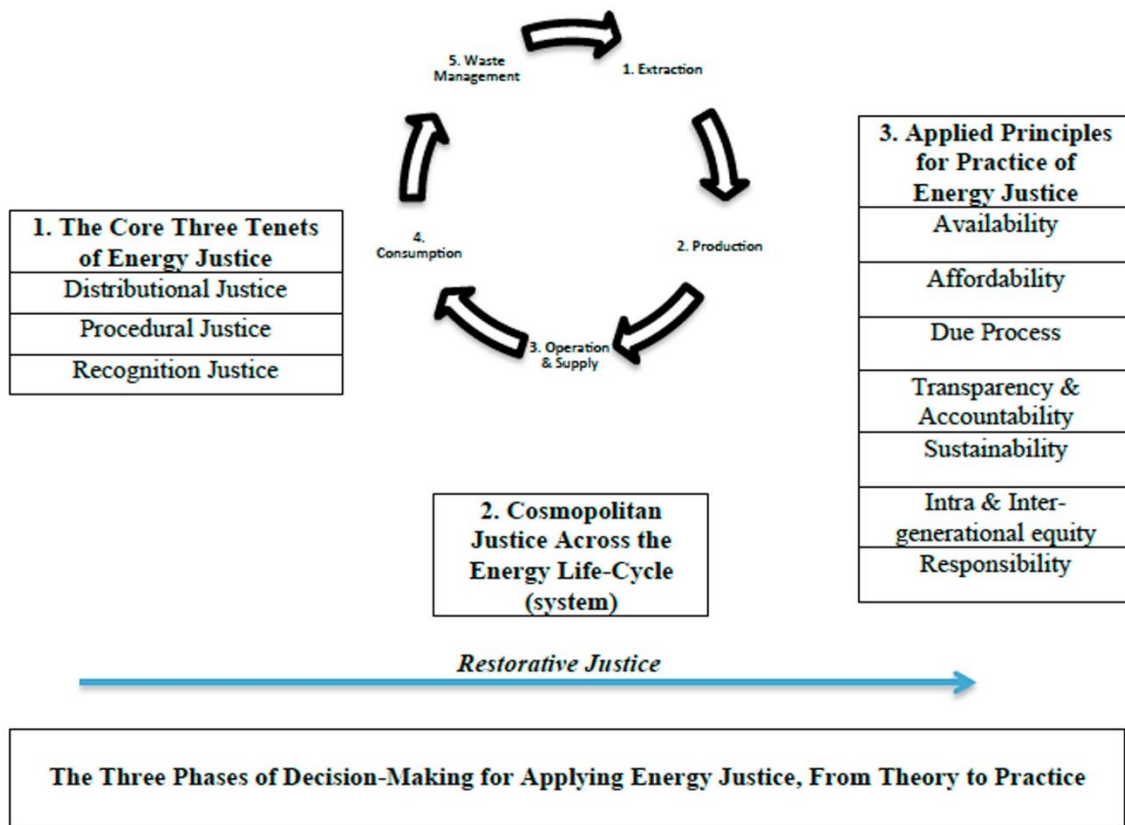 5. Waste
Management
1. Extraction
2. Production
3. Operation
& Supply
4.
Consumption
1. The Core Three Tenets
of Energy Justice
Distributional Justice
Procedural Justice
Recognition Justice
2. Cosmopolitan
Justice Across the
Energy Life-Cycle
(system)
3. Applied Principles
for Practice of
Energy Justice
Availability
Affordability
Due Process
Transparency &
Accountability
Sustainability
Intra & Inter-
generational equity
Responsibility
Restorative Justice
The Three Phases of Decision-Making for Applying Energy Justice, From Theory to Practice